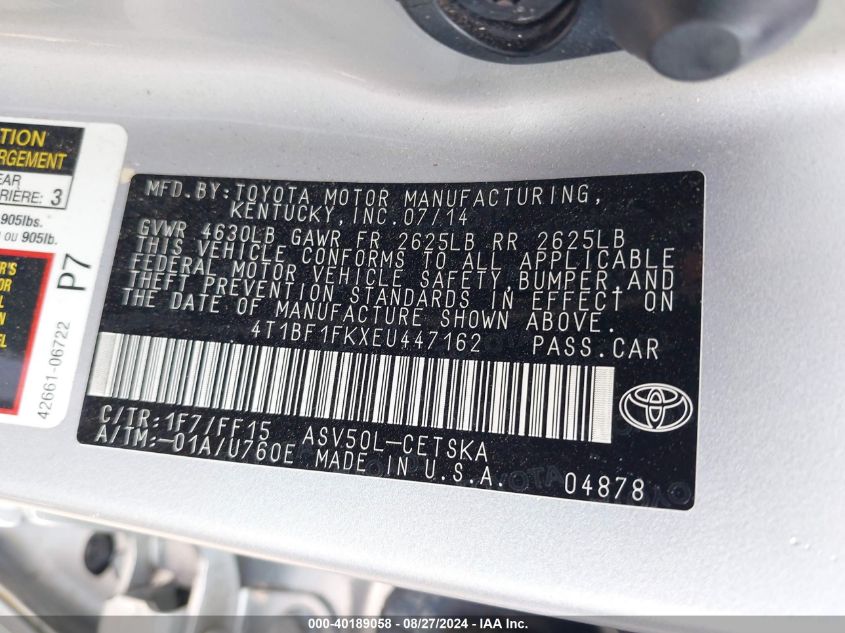 TION
RGEMENT
EAR
RRIÈRE: 3
905lbs.
ou 905lb.
R'S
FOR
42661-06722
P7
MFD.BY:TOYOTA MOTOR MANUFACTURING,
KENTUCKY, INC. 07/14
GVWR 4630LB GAWR FR 2625LB RR 2625LB
THIS VEHICLE CONFORMS TO ALL APPLICABLE
FEDERAL MOTOR VEHICLE SAFETY, BUMPER, AND
THEFT PREVENTION STANDARDS IN EFFECT ON
THE DATE OF MANUFACTURE SHOWN ABOVE.
4T1BF1FKXEU447162 PASS.CAR
C/TR: 1F7/FF15 ASV50L-CETSKA
A/TM:-01A/U760E MADE IN U.S.A. 04878
00-40189058 - 08/27/2024 - IAA Inc.